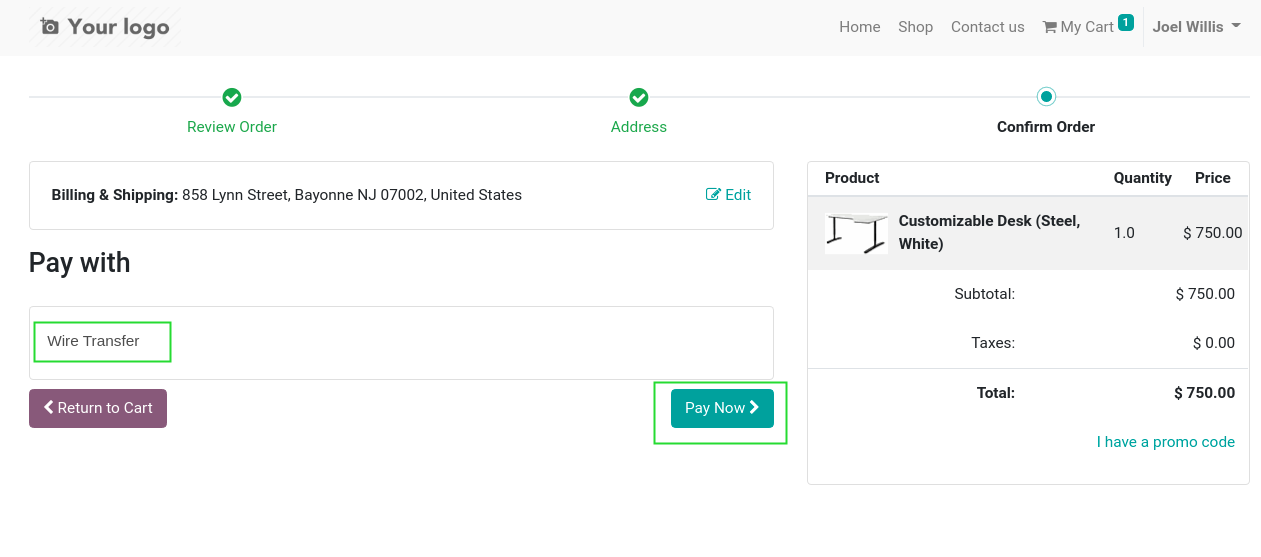 Your logo
Home Shop Contact us My Cart 1 Joel Willis
Review Order
Address
Confirm Order
Billing & Shipping: 858 Lynn Street, Bayonne NJ 07002, United States
Edit
Pay with
Wire Transfer
Return to Cart
Pay Now
Product Quantity Price
Customizable Desk (Steel,
White)
1.0 $ 750.00
Subtotal: $ 750.00
Taxes: $ 0.00
Total: $ 750.00
I have a promo code